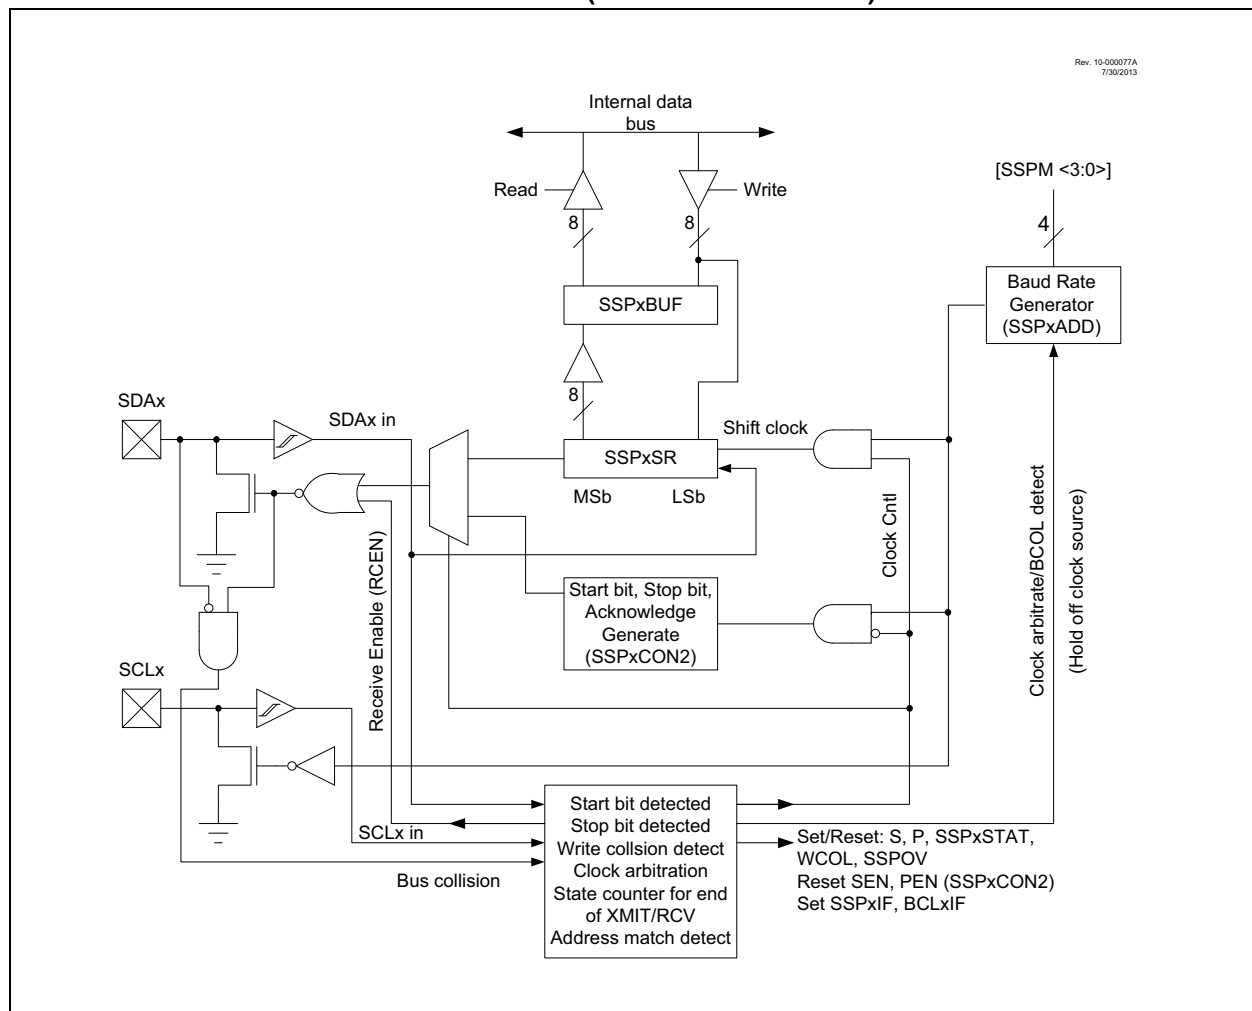 Rev. 10-000077A
7/30/2013
Internal data
bus
[SSPM <3:0>]
Read
Write
8
8
4
Baud Rate
Generator
(SSPxADD)
SSPxBUF
8
SDAx
SDAx in
Shift clock
SSPxSR
MSb
LSb
Clock Cntl
Clock arbitrate/BCOL detect
(Hold off clock source)
Receive Enable (RCEN)
Start bit, Stop bit,
Acknowledge
Generate
(SSPxCON2)
SCLx
SCLx in
Bus collision
Start bit detected
Stop bit detected
Write collsion detect
Clock arbitration
State counter for end
of XMIT/RCV
Address match detect
Set/Reset: S, P, SSPxSTAT,
WCOL, SSPOV
Reset SEN, PEN (SSPxCON2)
Set SSPxIF, BCLxIF